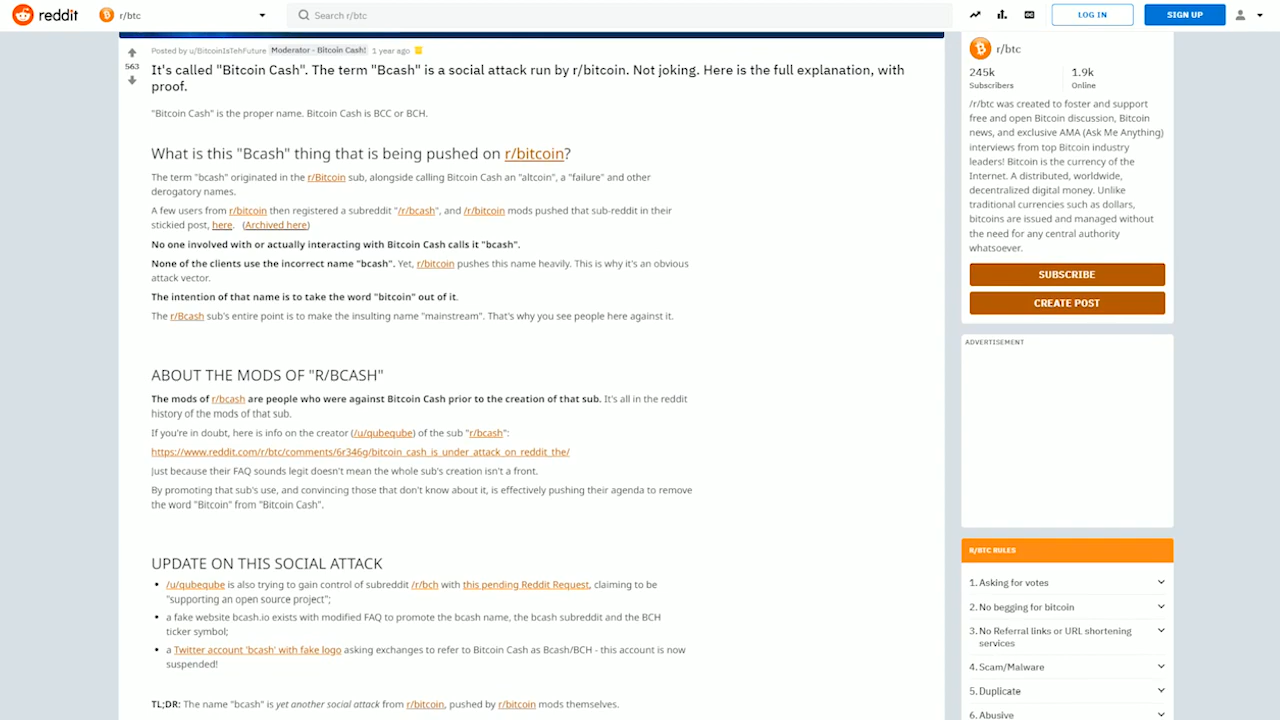 reddit
r/btc
Search r/btc
LOG IN
SIGN UP
Posted by u/BitcoinIsTehFuture Moderator - Bitcoin Cash! 1 year ago
563
It's called "Bitcoin Cash". The term "Bcash" is a social attack run by r/bitcoin. Not joking. Here is the full explanation, with
proof.
"Bitcoin Cash" is the proper name. Bitcoin Cash is BCC or BCH.
What is this "Bcash" thing that is being pushed on r/bitcoin?
The term "bcash" originated in the r/Bitcoin sub, alongside calling Bitcoin Cash an "altcoin", a "failure" and other
derogatory names.
A few users from r/bitcoin then registered a subreddit "/r/bcash", and /r/bitcoin mods pushed that sub-reddit in their
stickied post, here. (Archived here)
No one involved with or actually interacting with Bitcoin Cash calls it "bcash".
None of the clients use the incorrect name "bcash". Yet, r/bitcoin pushes this name heavily. This is why it's an obvious
attack vector.
The intention of that name is to take the word "bitcoin" out of it.
The r/Bcash sub's entire point is to make the insulting name "mainstream". That's why you see people here against it.
ABOUT THE MODS OF "R/BCASH"
The mods of r/bcash are people who were against Bitcoin Cash prior to the creation of that sub. It's all in the reddit
history of the mods of that sub.
If you're in doubt, here is info on the creator (/u/qubeqube) of the sub "r/bcash":
https://www.reddit.com/r/btc/comments/6r346g/bitcoin_cash_is_under_attack_on_reddit_the/
Just because their FAQ sounds legit doesn't mean the whole sub's creation isn't a front.
By promoting that sub's use, and convincing those that don't know about it, is effectively pushing their agenda to remove
the word "Bitcoin" from "Bitcoin Cash".
UPDATE ON THIS SOCIAL ATTACK
• /u/qubeqube is also trying to gain control of subreddit /r/bch with this pending Reddit Request, claiming to be
"supporting an open source project";
• a fake website bcash.io exists with modified FAQ to promote the bcash name, the bcash subreddit and the BCH
ticker symbol;
• a Twitter account 'bcash' with fake logo asking exchanges to refer to Bitcoin Cash as Bcash/BCH - this account is now
suspended!
TL;DR: The name "bcash" is yet another social attack from r/bitcoin, pushed by r/bitcoin mods themselves.
r/btc
245k
1.9k
Subscribers
Online
/r/btc was created to foster and support
free and open Bitcoin discussion, Bitcoin
news, and exclusive AMA (Ask Me Anything)
interviews from top Bitcoin industry
leaders! Bitcoin is the currency of the
Internet. A distributed, worldwide,
decentralized digital money. Unlike
traditional currencies such as dollars,
bitcoins are issued and managed without
the need for any central authority
whatsoever.
SUBSCRIBE
CREATE POST
ADVERTISEMENT
R/BTC RULES
1. Asking for votes
2. No begging for bitcoin
3. No Referral links or URL shortening
services
4. Scam/Malware
5. Duplicate
6. Abusive